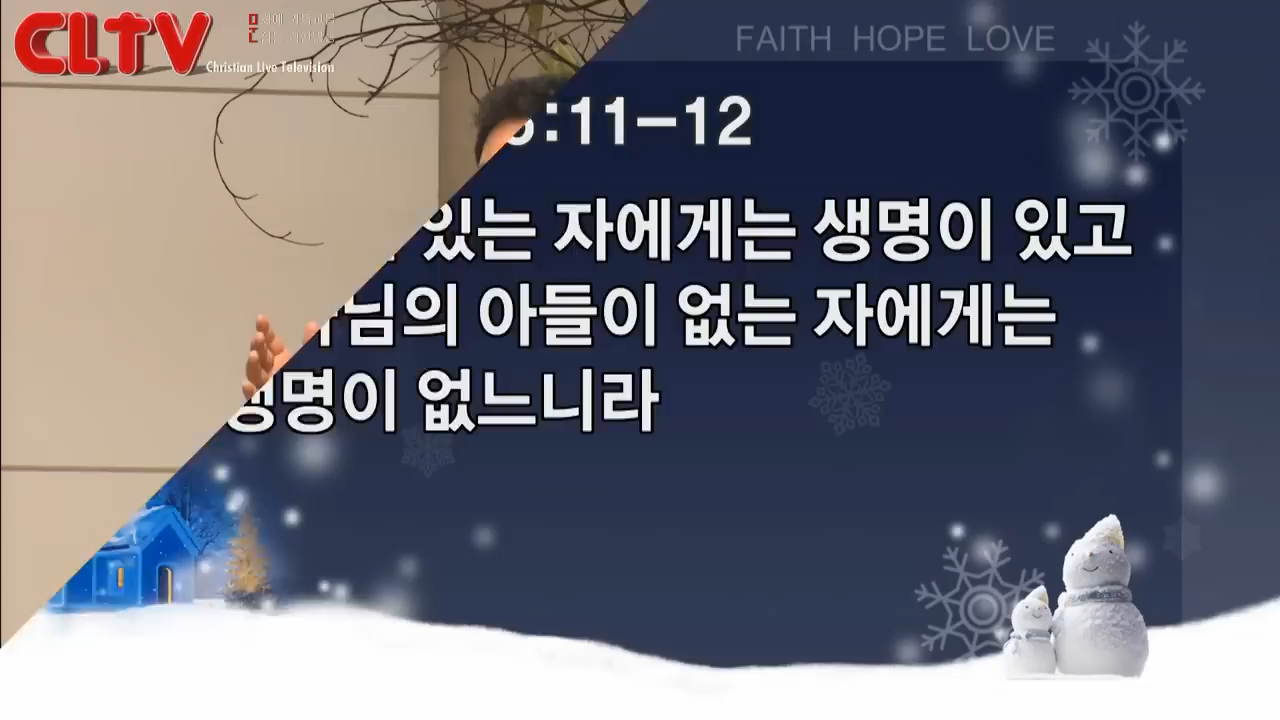 CLTV
Christian Live Television
FAITH HOPE LOVE
:11-12
있는 자에게는 생명이 있고
님의 아들이 없는 자에게는
생명이 없느니라